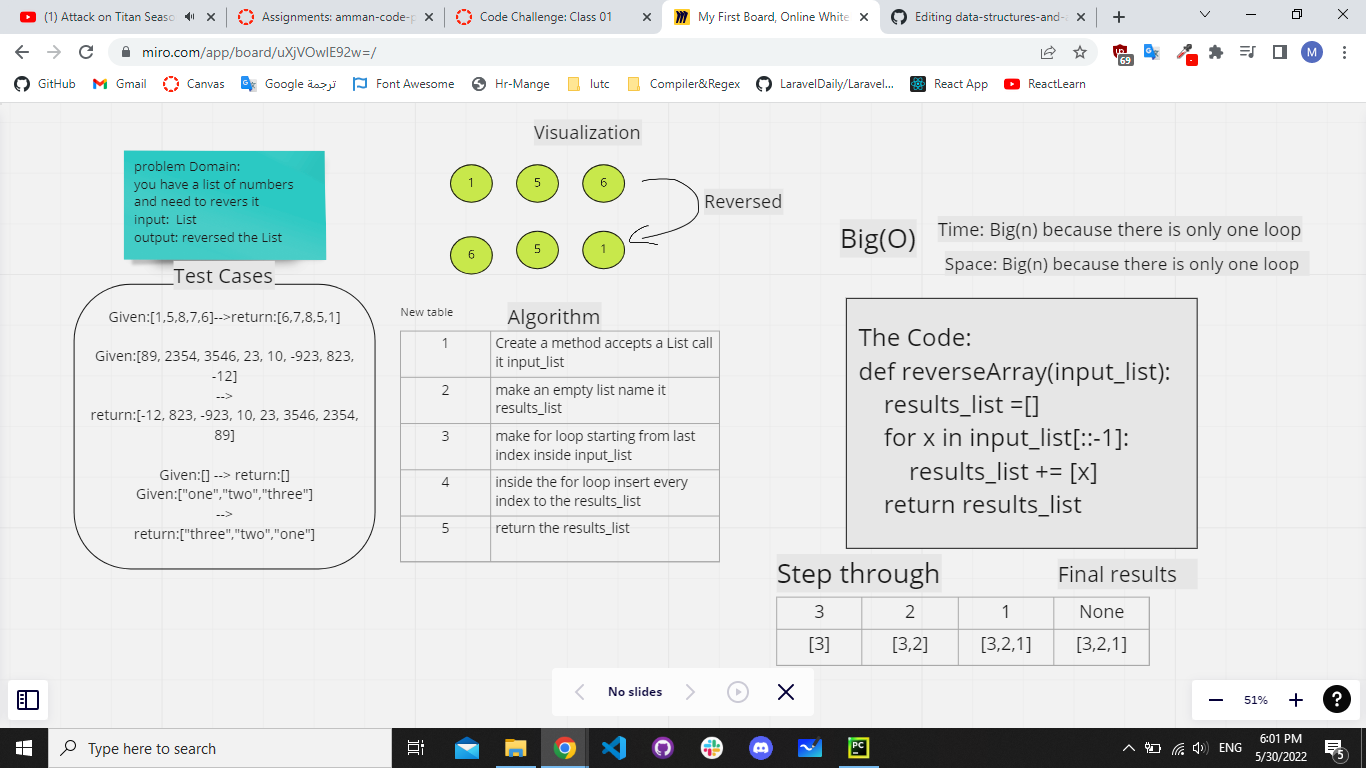 (1) Attack on Titan Seaso
Assignments: amman-code-p
Code Challenge: Class 01
My First Board, Online White
Editing data-structures-and-a
miro.com/app/board/uXjVOwlE92w=/
69
M
GitHub
Gmail
Canvas
Google ترجمة
Font Awesome
Hr-Mange
lutc
Compiler&Regex
LaravelDaily/Laravel...
React App
ReactLearn
problem Domain:
you have a list of numbers
and need to revers it
input:  List
output: reversed the List
Visualization
1 5 6
Reversed
6 5 1
Big(O)
Time: Big(n) because there is only one loop
Space: Big(n) because there is only one loop
Test Cases
Given:[1,5,8,7,6]-->return:[6,7,8,5,1]
Given:[89, 2354, 3546, 23, 10, -923, 823,
-12]
-->
return:[-12, 823, -923, 10, 23, 3546, 2354,
89]
Given:[] --> return:[]
Given:["one","two","three"]
-->
return:["three","two","one"]
New table
Algorithm
1 Create a method accepts a List call
it input_list
2 make an empty list name it
results_list
3 make for loop starting from last
index inside input_list
4 inside the for loop insert every
index to the results_list
5 return the results_list
The Code:
def reverseArray(input_list):
results_list =[]
for x in input_list[::-1]:
results_list += [x]
return results_list
Step through
Final results
3 2 1 None
[3] [3,2] [3,2,1] [3,2,1]
No slides
51%
?
Type here to search
PC
ENG
6:01 PM
5/30/2022
5